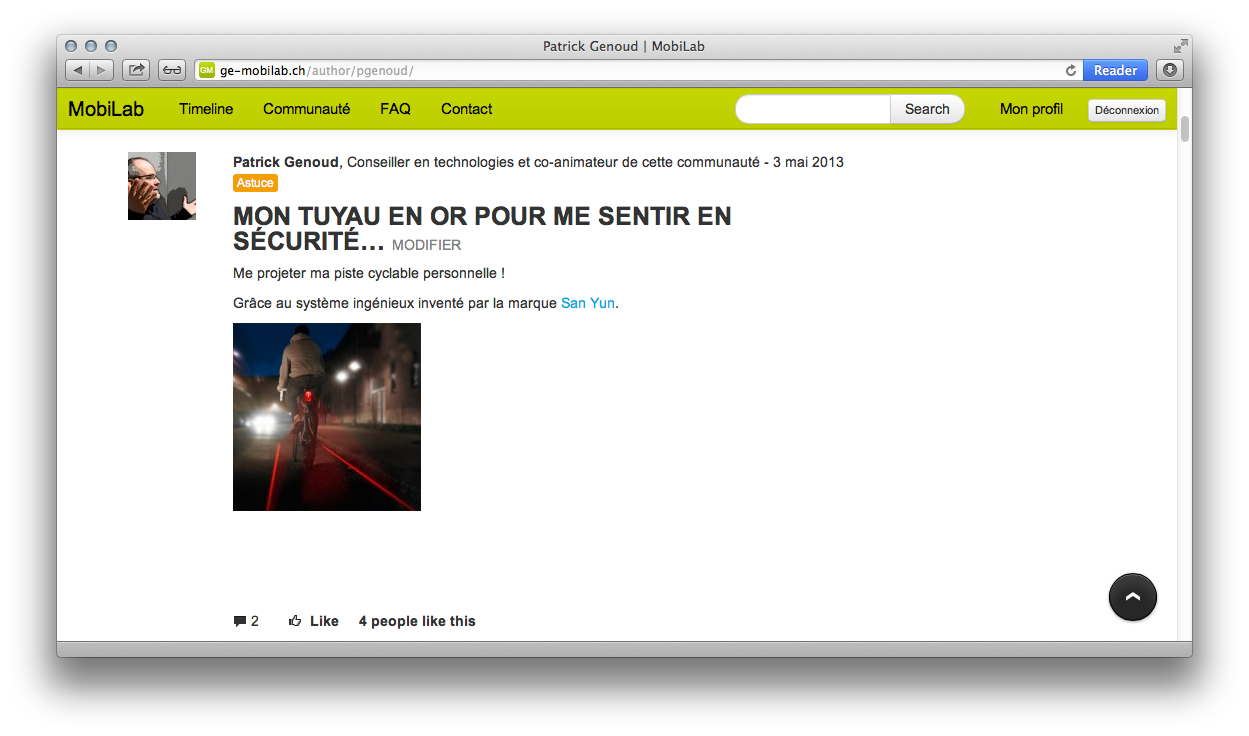 Patrick Genoud | MobiLab
GM ge-mobilab.ch/author/pgenoud/ Reader
MobiLab Timeline Communauté FAQ Contact Search Mon profil Déconnexion
Patrick Genoud, Conseiller en technologies et co-animateur de cette communauté - 3 mai 2013
Astuce
MON TUYAU EN OR POUR ME SENTIR EN
SÉCURITÉ... MODIFIER
Me projeter ma piste cyclable personnelle !
Grâce au système ingénieux inventé par la marque San Yun.
2 Like 4 people like this